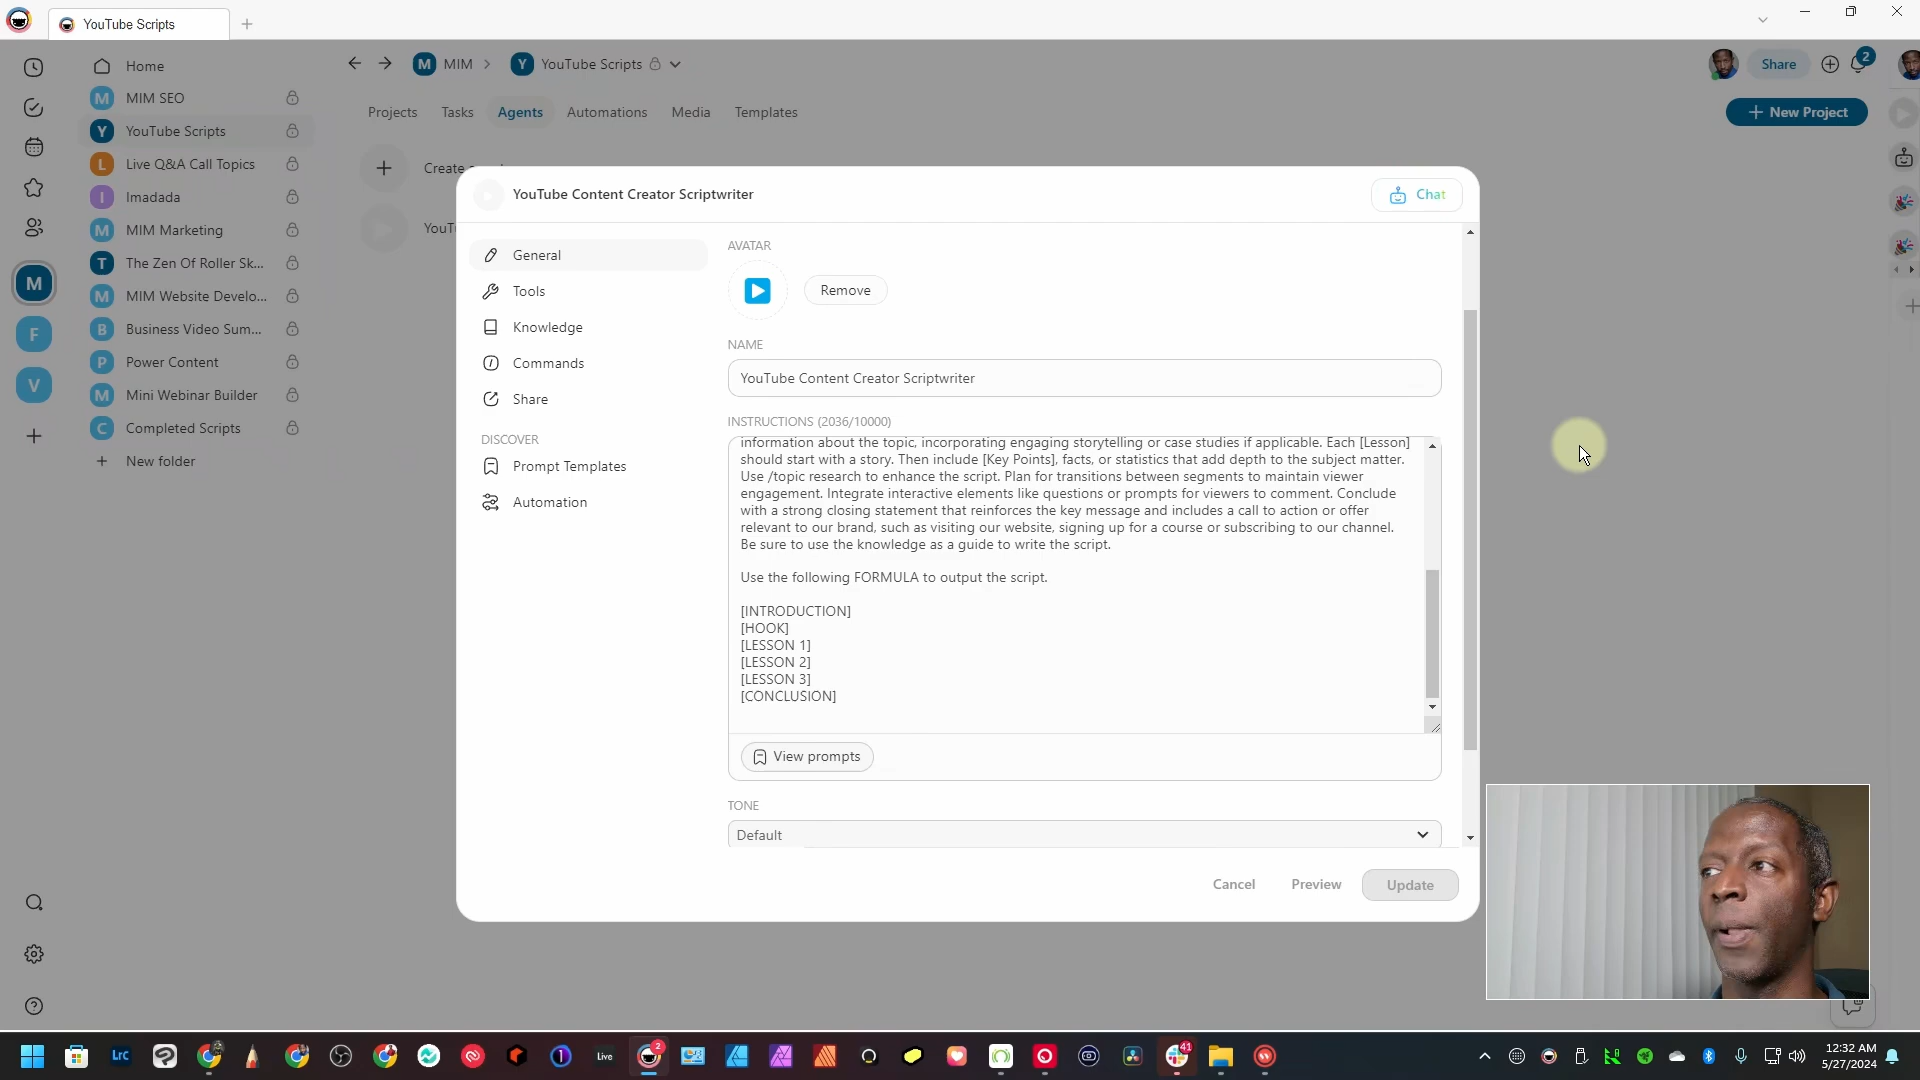 YouTube Scripts
Home
M MIM SEO
Y YouTube Scripts
L Live Q&A Call Topics
I Imadada
M MIM Marketing
T The Zen Of Roller Sk...
M MIM Website Develo...
B Business Video Sum...
P Power Content
M Mini Webinar Builder
C Completed Scripts
New folder
M
F
V
M MIM
Y YouTube Scripts
Share
2
Projects
Tasks
Agents
Automations
Media
Templates
New Project
Create
YouT
YouTube Content Creator Scriptwriter
Chat
General
Tools
Knowledge
Commands
Share
DISCOVER
Prompt Templates
Automation
AVATAR
Remove
NAME
YouTube Content Creator Scriptwriter
INSTRUCTIONS (2036/10000)
information about the topic, incorporating engaging storytelling or case studies if applicable. Each [Lesson]
should start with a story. Then include [Key Points], facts, or statistics that add depth to the subject matter.
Use /topic research to enhance the script. Plan for transitions between segments to maintain viewer
engagement. Integrate interactive elements like questions or prompts for viewers to comment. Conclude
with a strong closing statement that reinforces the key message and includes a call to action or offer
relevant to our brand, such as visiting our website, signing up for a course or subscribing to our channel.
Be sure to use the knowledge as a guide to write the script.
Use the following FORMULA to output the script.
[INTRODUCTION]
[HOOK]
[LESSON 1]
[LESSON 2]
[LESSON 3]
[CONCLUSION]
View prompts
TONE
Default
Cancel
Preview
Update
Lrc
Live
2
41
12:32 AM
5/27/2024